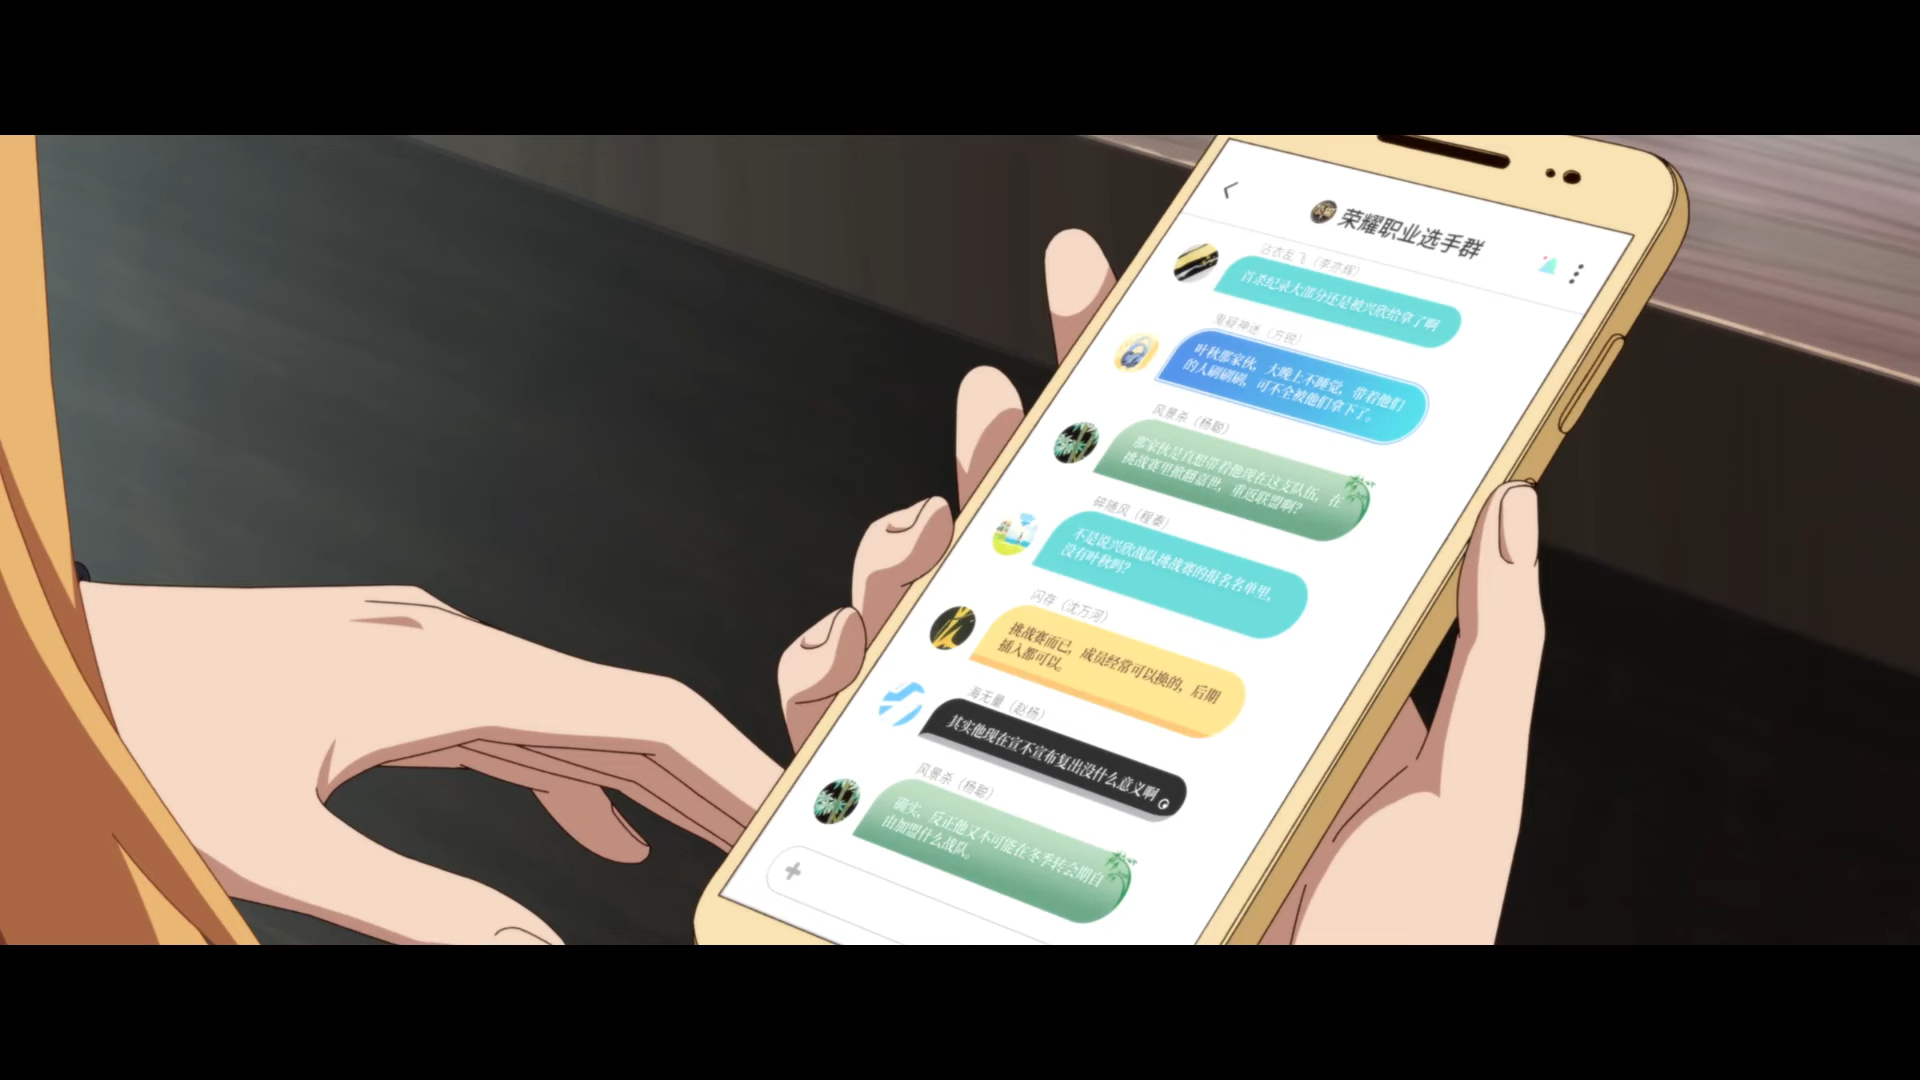 荣耀职业选手群
沾衣乱飞（李亦辉）
首杀纪录大部分还是被兴欣给拿了啊
鬼迷神迷（方锐）
叶秋那家伙，大晚上不睡觉，带着他们
的人刷刷刷，可不全被他们拿下了。
风景杀（杨聪）
那家伙是真想带着他现在这支队伍，在
挑战赛里掀翻嘉世，重返联盟啊？
碎随风（程泰）
不是说兴欣战队挑战赛的报名名单里，
没有叶秋吗？
闪存（沈万河）
挑战赛而已，成员经常可以换的，后期
插入都可以。
海无量（赵杨）
其实他现在宣不宣布复出没什么意义啊
风景杀（杨聪）
确实，反正他又不可能在冬季转会期自
由加盟什么战队。